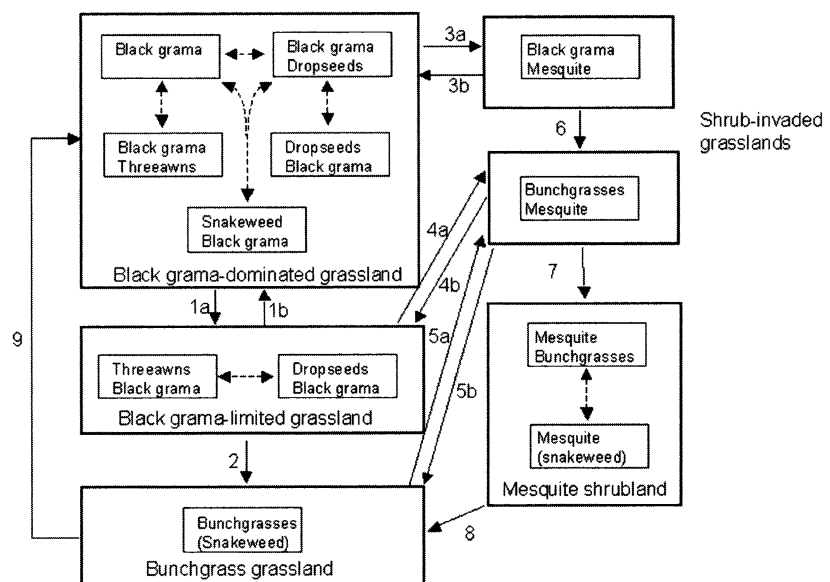 Black grama
Black grama
Dropseeds
Black grama
Threeawns
Dropseeds
Black grama
Snakeweed
Black grama
Black grama-dominated grassland
3a
3b
Black grama
Mesquite
6
Shrub-invaded
grasslands
Bunchgrasses
Mesquite
4a
4b
1a
1b
9
5a
5b
7
Threeawns
Black grama
Dropseeds
Black grama
Black grama-limited grassland
Mesquite
Bunchgrasses
Mesquite
(snakeweed)
Mesquite shrubland
2
8
Bunchgrasses
(Snakeweed)
Bunchgrass grassland